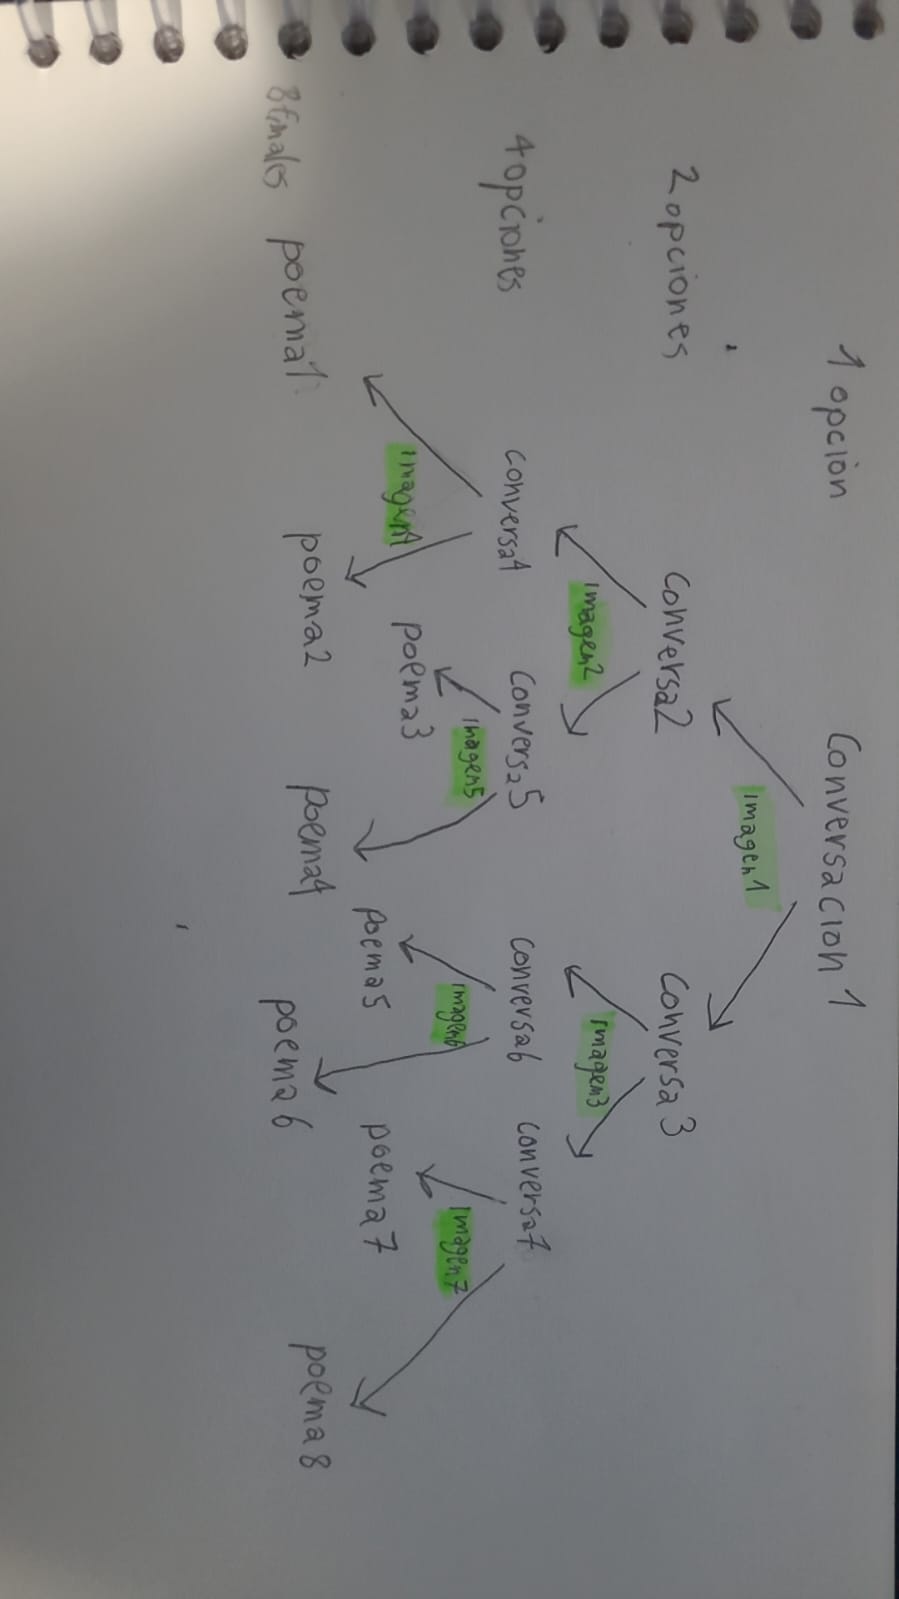 1 opción Conversacion 1
imagen1
2 opciones Conversa2 Conversa 3
imagen2 imagen3
4 opciones conversa4 Conversa5 conversa6 conversa7
imagen4 imagen5 imagen6 imagen7
poema3 poema5 poema7
8 finales poema1 poema2 poema4 poema6 poema8